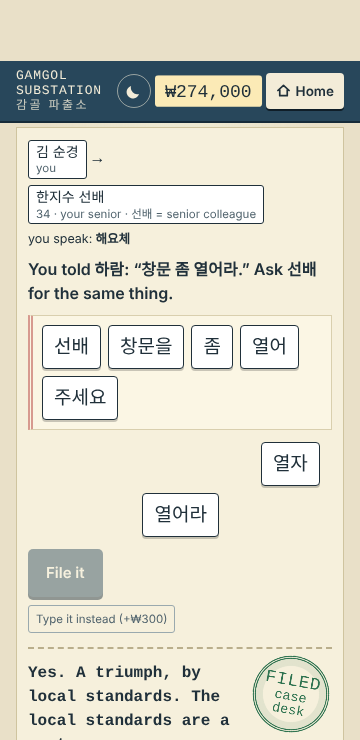 GAMGOL
SUBSTATION
감골 파출소
₩274,000
Home
김 순경
you
→
한지수 선배
34 · your senior · 선배 = senior colleague
you speak: 해요체
You told 하람: “창문 좀 열어라.” Ask 선배
for the same thing.
선배 창문을 좀 열어
주세요
열자
열어라
File it
Type it instead (+₩300)
Yes. A triumph, by
local standards. The
local standards are a
FILED
case
desk